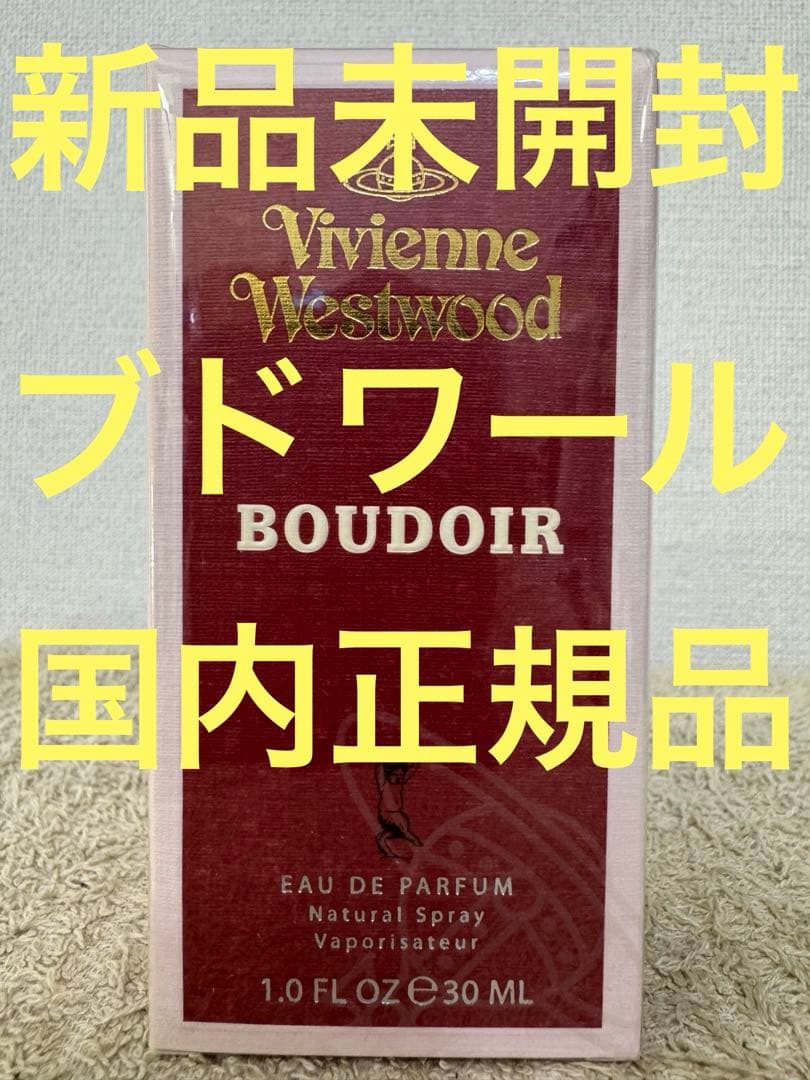 新品未開封
Vivienne
Westwood
ブドワール
BOUDOIR
国内正規品
EAU DE PARFUM
Natural Spray
Vaporisateur
1.0 FL OZ ℮ 30 ML